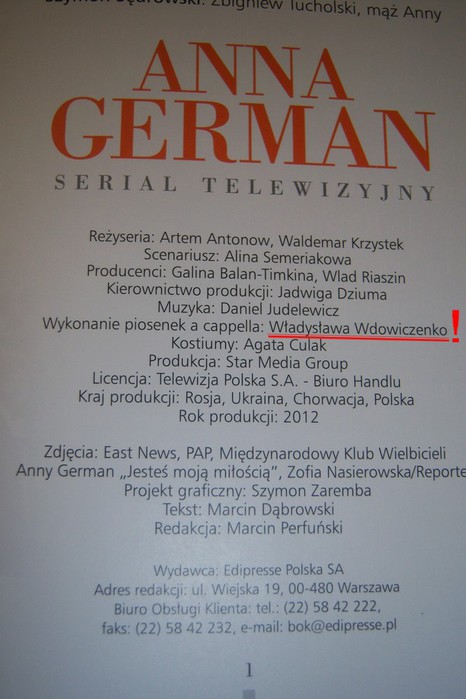 Szymon Sędrowski: Zbigniew Tucholski, mąż Anny
ANNA
GERMAN
SERIAL TELEWIZYJNY
Reżyseria: Artem Antonow, Waldemar Krzystek
Scenariusz: Alina Semeriakowa
Producenci: Galina Balan-Timkina, Wlad Riaszin
Kierownictwo produkcji: Jadwiga Dziuma
Muzyka: Daniel Judelewicz
Wykonanie piosenek a cappella: Władysława Wdowiczenko!
Kostiumy: Agata Culak
Produkcja: Star Media Group
Licencja: Telewizja Polska S.A. - Biuro Handlu
Kraj produkcji: Rosja, Ukraina, Chorwacja, Polska
Rok produkcji: 2012
Zdjęcia: East News, PAP, Międzynarodowy Klub Wielbicieli
Anny German „Jesteś moją miłością”, Zofia Nasierowska/Reporte
Projekt graficzny: Szymon Zaremba
Tekst: Marcin Dąbrowski
Redakcja: Marcin Perfuński
Wydawca: Edipresse Polska SA
Adres redakcji: ul. Wiejska 19, 00-480 Warszawa
Biuro Obsługi Klienta: tel.: (22) 58 42 222,
faks: (22) 58 42 232, e-mail: bok@edipresse.pl
1